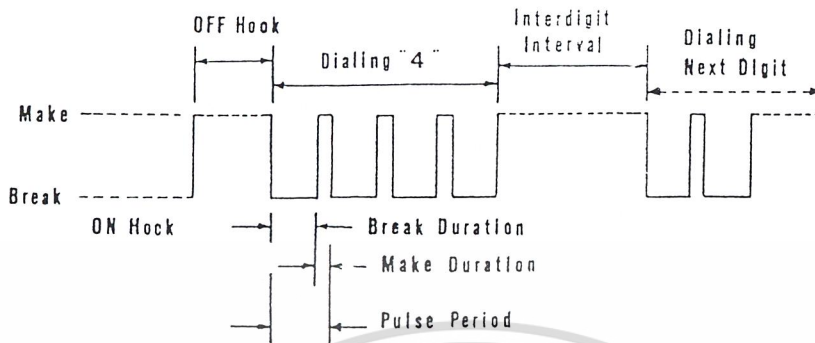 OFF Hook
Dialing "4"
Interdigit
Interval
Dialing
Next Digit
Make
Break
ON Hock
Break Duration
Make Duration
Pulse Period